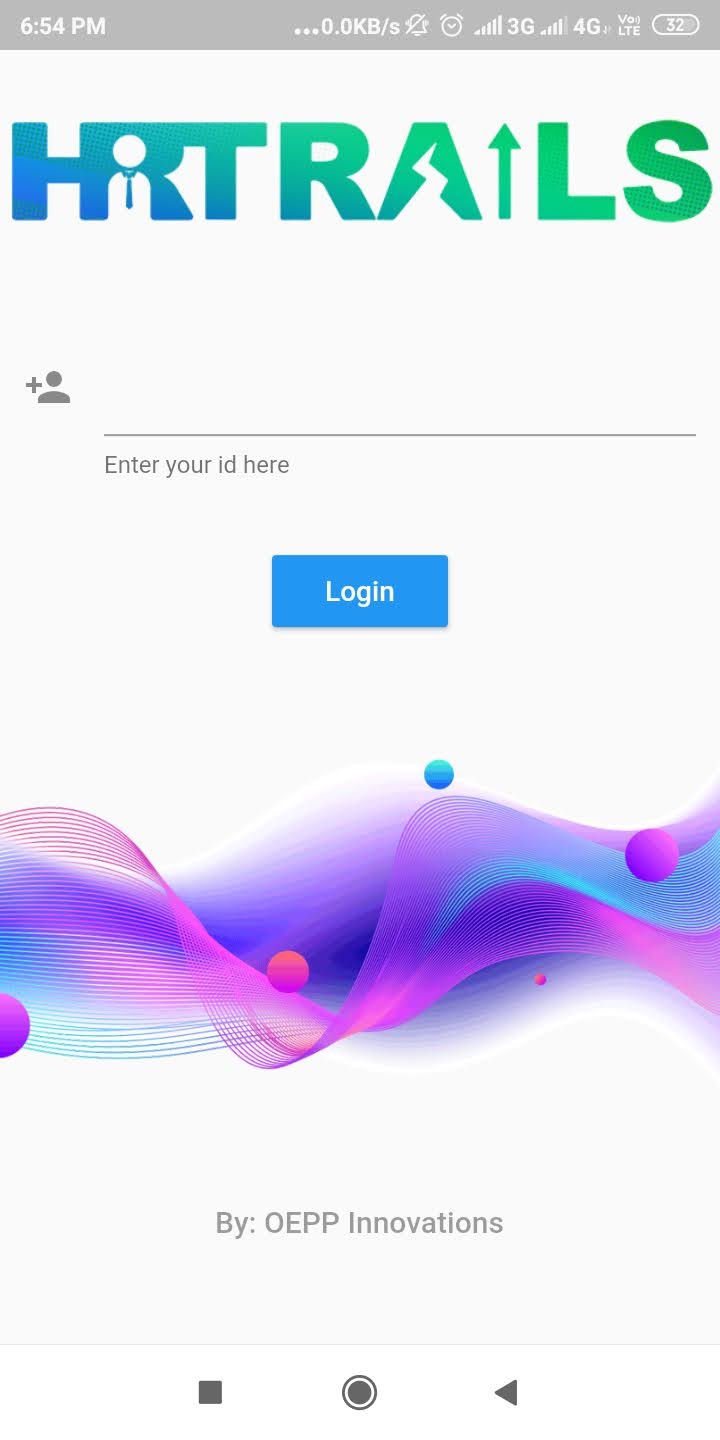 6:54 PM ...0.0KB/s 3G 4G Vo) LTE 32
HRTRAILS
Enter your id here
Login
By: OEPP Innovations